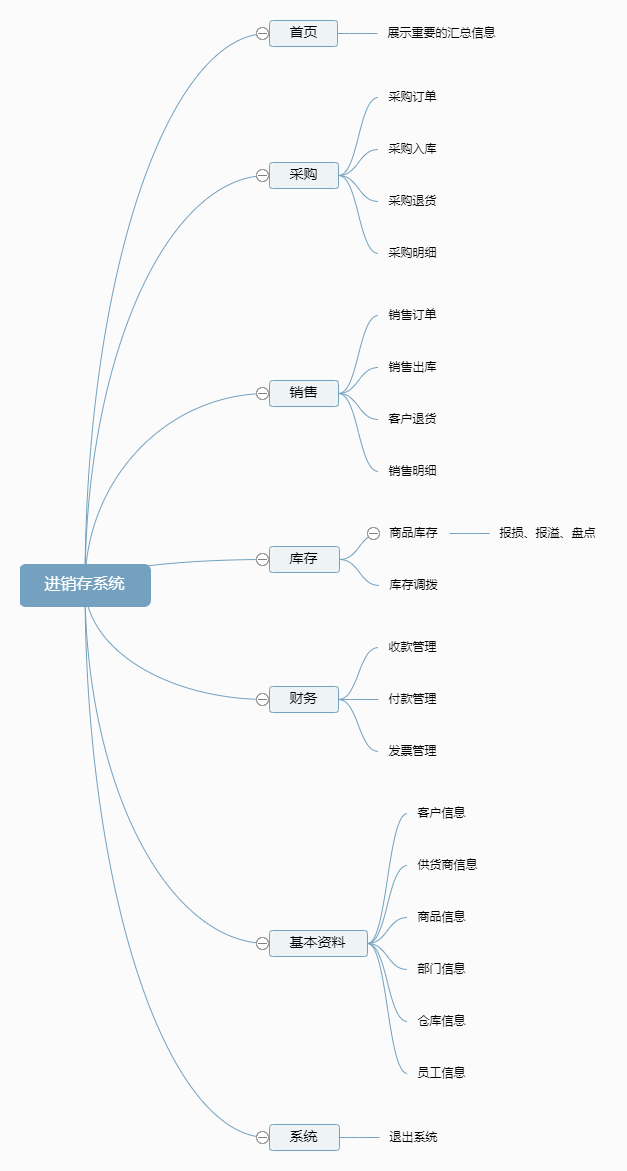 进销存系统
首页
展示重要的汇总信息
采购
采购订单
采购入库
采购退货
采购明细
销售
销售订单
销售出库
客户退货
销售明细
库存
商品库存
报损、报溢、盘点
库存调拨
财务
收款管理
付款管理
发票管理
基本资料
客户信息
供货商信息
商品信息
部门信息
仓库信息
员工信息
系统
退出系统